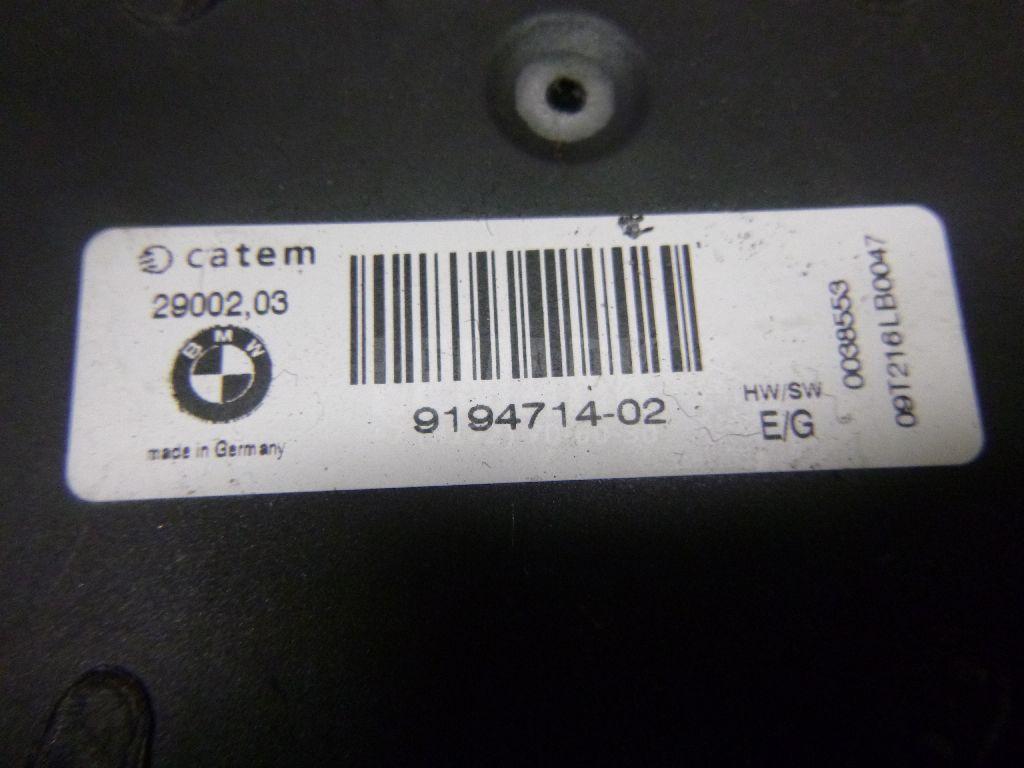 catem
29002,03
BMW
made in Germany
9194714-02
HW/SW
E/G
0038553
09T216LB0047